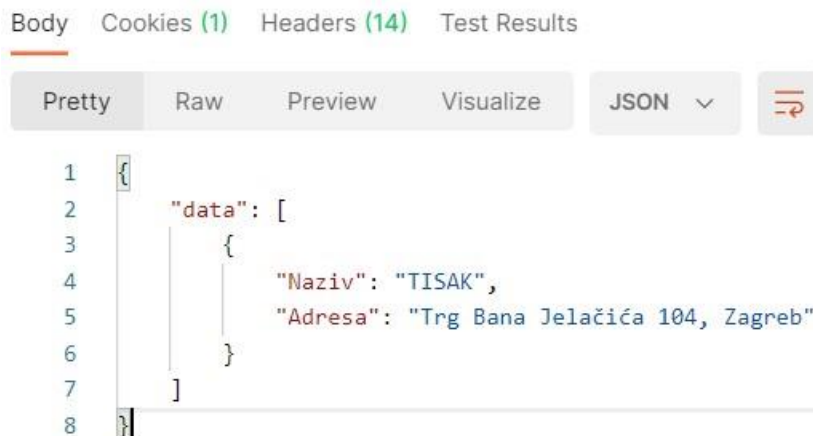 Body Cookies (1) Headers (14) Test Results
Pretty Raw Preview Visualize JSON
1 {
2 "data": [
3 {
4 "Naziv": "TISAK",
5 "Adresa": "Trg Bana Jelačića 104, Zagreb"
6 }
7 ]
8 }